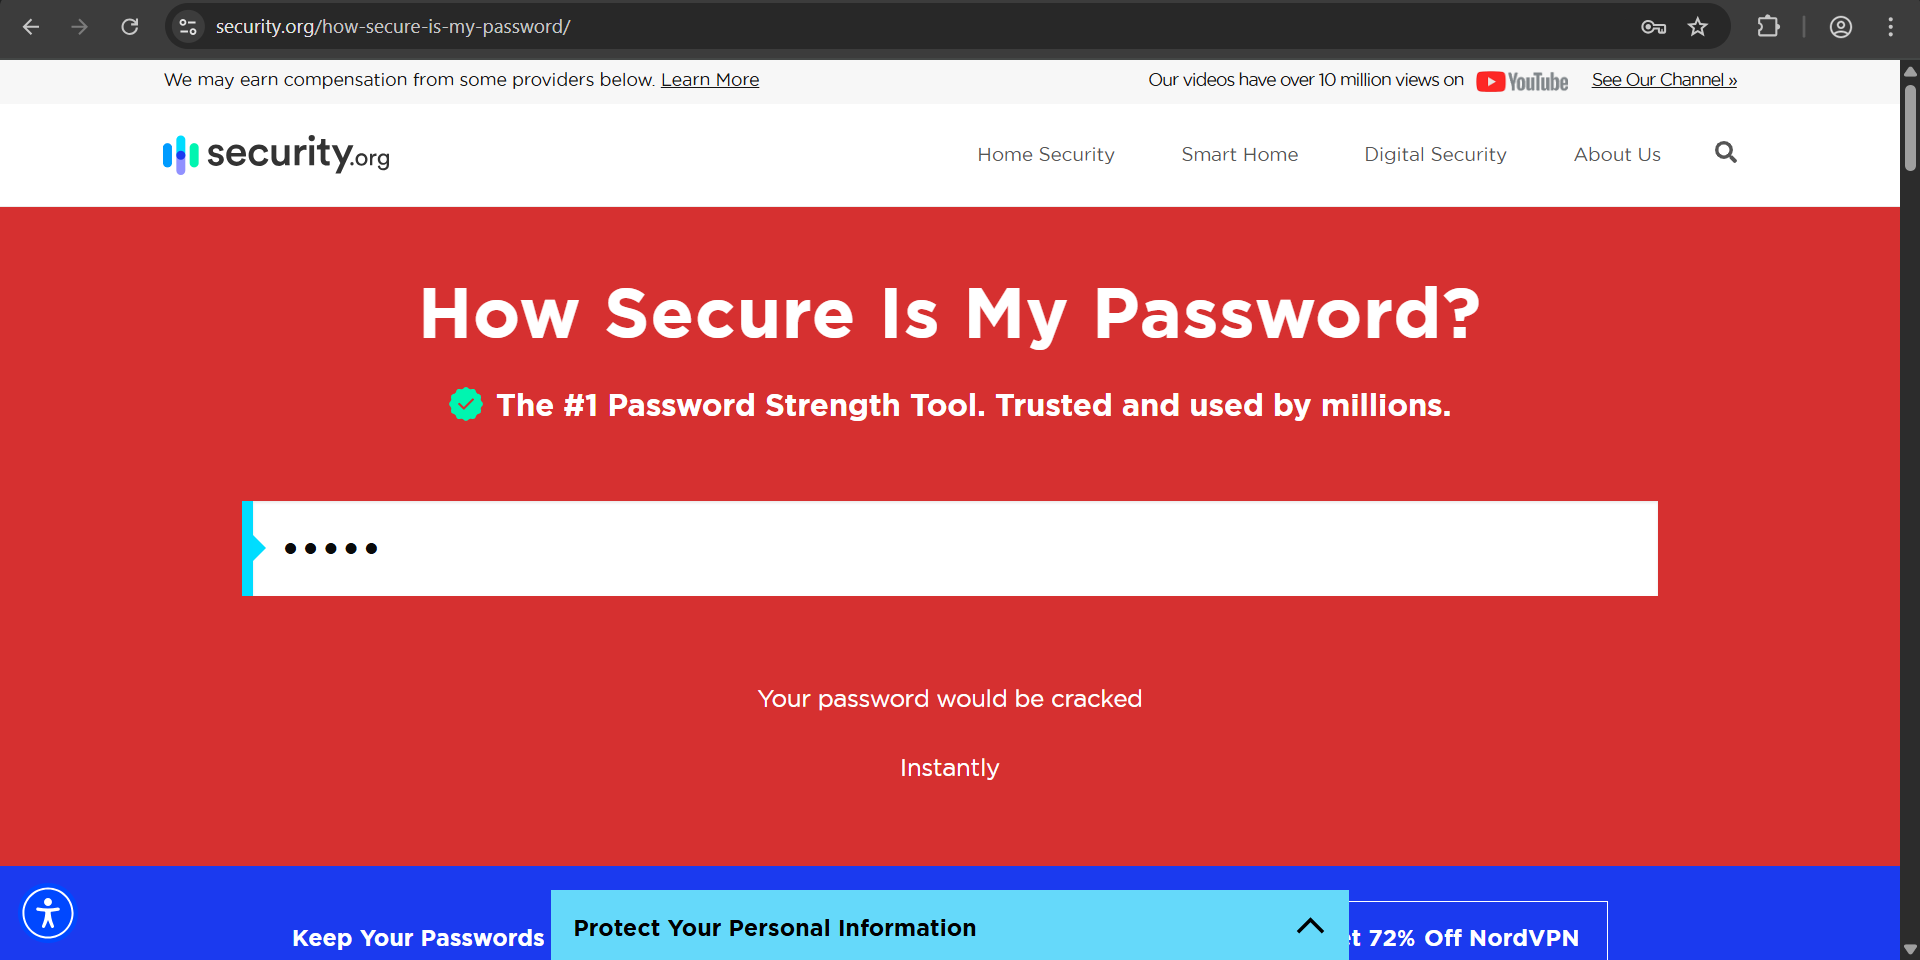 security.org/how-secure-is-my-password/
We may earn compensation from some providers below. Learn More
Our videos have over 10 million views on YouTube See Our Channel »
security.org
Home Security Smart Home Digital Security About Us
How Secure Is My Password?
The #1 Password Strength Tool. Trusted and used by millions.
•••••
Your password would be cracked
Instantly
Protect Your Personal Information
Keep Your Passwords
72% Off NordVPN